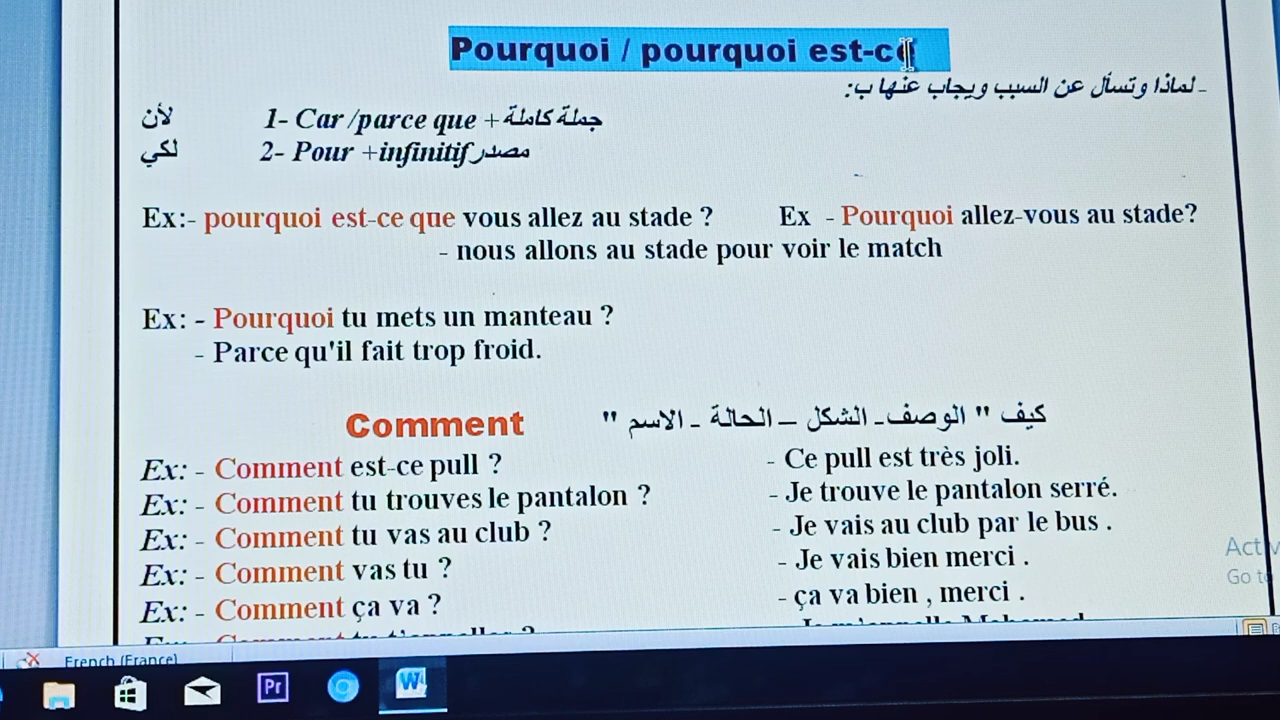 Pourquoi / pourquoi est-ce
- لماذا وتسأل عن السبب ويجاب عنها ب:
1- Car /parce que + جملة كاملة لأن
2- Pour +infinitif مصدر لكي
Ex:- pourquoi est-ce que vous allez au stade ? Ex - Pourquoi allez-vous au stade?
- nous allons au stade pour voir le match
Ex: - Pourquoi tu mets un manteau ?
- Parce qu'il fait trop froid.
Comment كيف " الوصف- الشكل – الحالة - الاسم "
Ex: - Comment est-ce pull ? - Ce pull est très joli.
Ex: - Comment tu trouves le pantalon ? - Je trouve le pantalon serré.
Ex: - Comment tu vas au club ? - Je vais au club par le bus .
Ex: - Comment vas tu ? - Je vais bien merci .
Ex: - Comment ça va ? - ça va bien , merci .
Go to
French (France)
Pr
W